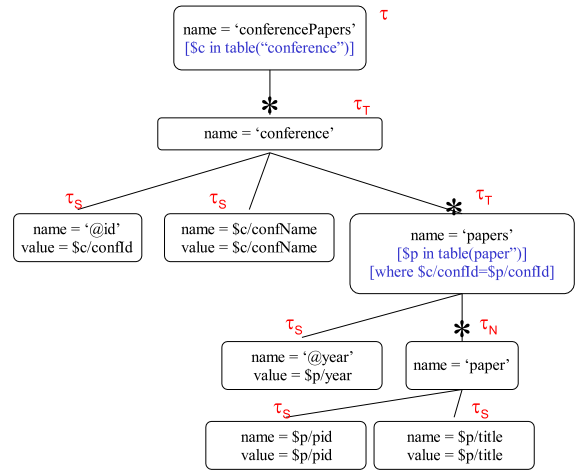 τ
name = ‘conferencePapers’
[$c in table(“conference”)]
*
τT
name = ‘conference’
τS
τS
τT
*
name = ‘@id’
value = $c/confId
name = $c/confName
value = $c/confName
name = ‘papers’
[$p in table(paper”)]
[where $c/confId=$p/confId]
τS
*
τN
name = ‘@year’
value = $p/year
name = ‘paper’
τS
τS
name = $p/pid
value = $p/pid
name = $p/title
value = $p/title